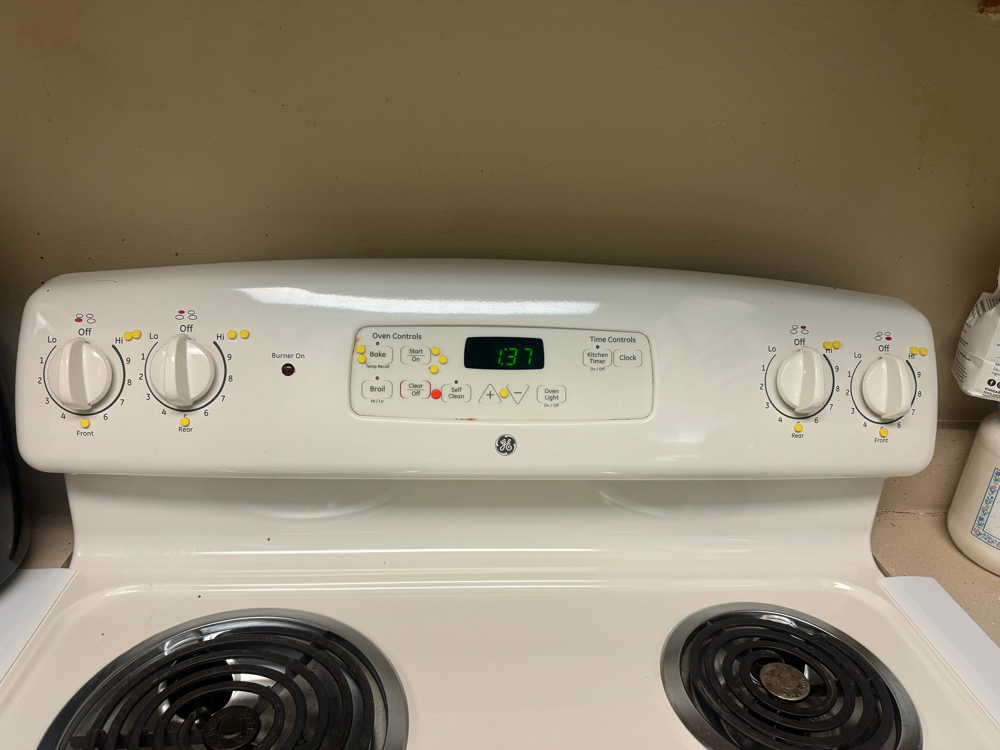 Off
Lo
Hi
1
2
3
4
6
7
8
9
Front
Off
Lo
Hi
1
2
3
4
6
7
8
9
Rear
Burner On
Oven Controls
Bake
Temp Recall
Start
On
Broil
Hi / Lo
Clear
Off
Self
Clean
1:37
+
−
Oven
Light
On / Off
Time Controls
Kitchen
Timer
On / Off
Clock
GE
Off
Lo
Hi
1
2
3
4
6
7
8
9
Rear
Off
Lo
Hi
1
2
3
4
6
7
8
9
Front
KINGAR
100% SATI